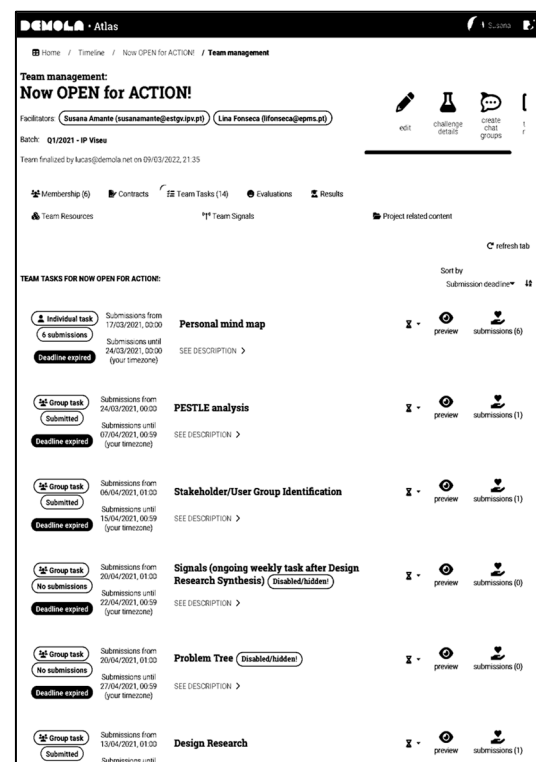 DEMOLA • Atlas
Susana
Home / Timeline / Now OPEN for ACTION! / Team management
Team management:
Now OPEN for ACTION!
Facilitators: Susana Amante (susanamante@estgv.ipv.pt) Lina Fonseca (lifonseca@epms.pt)
Batch: Q1/2021 - IP Viseu
Team finalized by lucas@demola.net on 09/03/2022, 21:35
edit
challenge details
create chat groups
Membership (6) Contracts Team Tasks (14) Evaluations Results
Team Resources Team Signals Project related content
refresh tab
TEAM TASKS FOR NOW OPEN FOR ACTION!:
Sort by
Submission deadline
Individual task
6 submissions
Deadline expired
Submissions from
17/03/2021, 00:00
Submissions until
24/03/2021, 00:00
(your timezone)
Personal mind map
SEE DESCRIPTION
preview
submissions (6)
Group task
Submitted
Deadline expired
Submissions from
24/03/2021, 00:00
Submissions until
07/04/2021, 00:59
(your timezone)
PESTLE analysis
SEE DESCRIPTION
preview
submissions (1)
Group task
Submitted
Deadline expired
Submissions from
06/04/2021, 01:00
Submissions until
15/04/2021, 00:59
(your timezone)
Stakeholder/User Group Identification
SEE DESCRIPTION
preview
submissions (1)
Group task
No submissions
Deadline expired
Submissions from
20/04/2021, 01:00
Submissions until
22/04/2021, 00:59
(your timezone)
Signals (ongoing weekly task after Design
Research Synthesis) Disabled/hidden!
SEE DESCRIPTION
preview
submissions (0)
Group task
No submissions
Deadline expired
Submissions from
20/04/2021, 01:00
Submissions until
27/04/2021, 00:59
(your timezone)
Problem Tree Disabled/hidden!
SEE DESCRIPTION
preview
submissions (0)
Group task
Submitted
Submissions from
13/04/2021, 01:00
Submissions until
Design Research
preview
submissions (1)